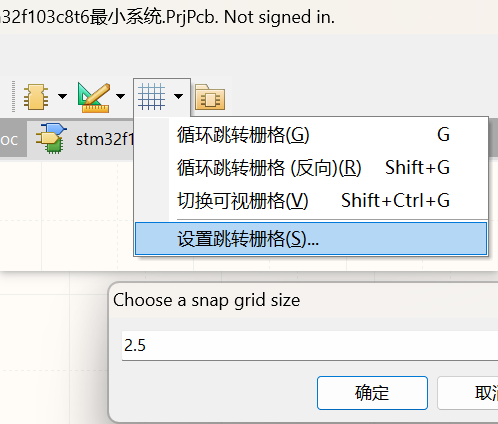 32f103c8t6最小系统.PrjPcb. Not signed in.
oc stm32f1
循环跳转栅格(G) G
循环跳转栅格 (反向)(R) Shift+G
切换可视栅格(V) Shift+Ctrl+G
设置跳转栅格(S)...
Choose a snap grid size
2.5
确定 取消